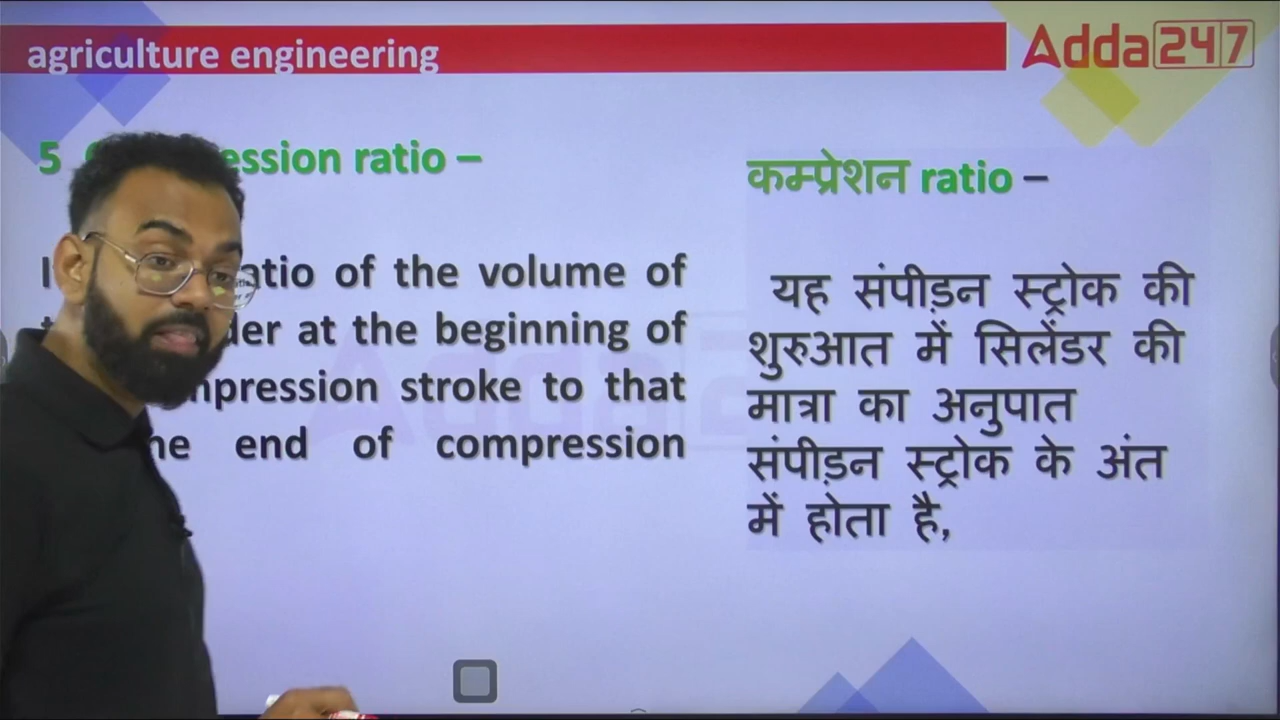 agriculture engineering
Adda247
5 ession ratio –
कम्प्रेशन ratio –
atio of the volume of
der at the beginning of
mpression stroke to that
he end of compression
यह संपीड़न स्ट्रोक की
शुरुआत में सिलेंडर की
मात्रा का अनुपात
संपीड़न स्ट्रोक के अंत
में होता है,